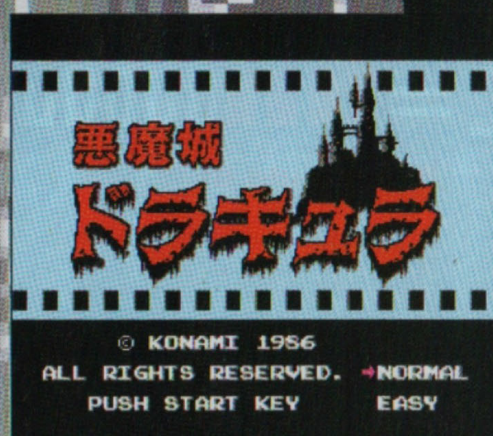 悪魔城
ドラキュラ
© KONAMI 1986
ALL RIGHTS RESERVED. →NORMAL
PUSH START KEY EASY